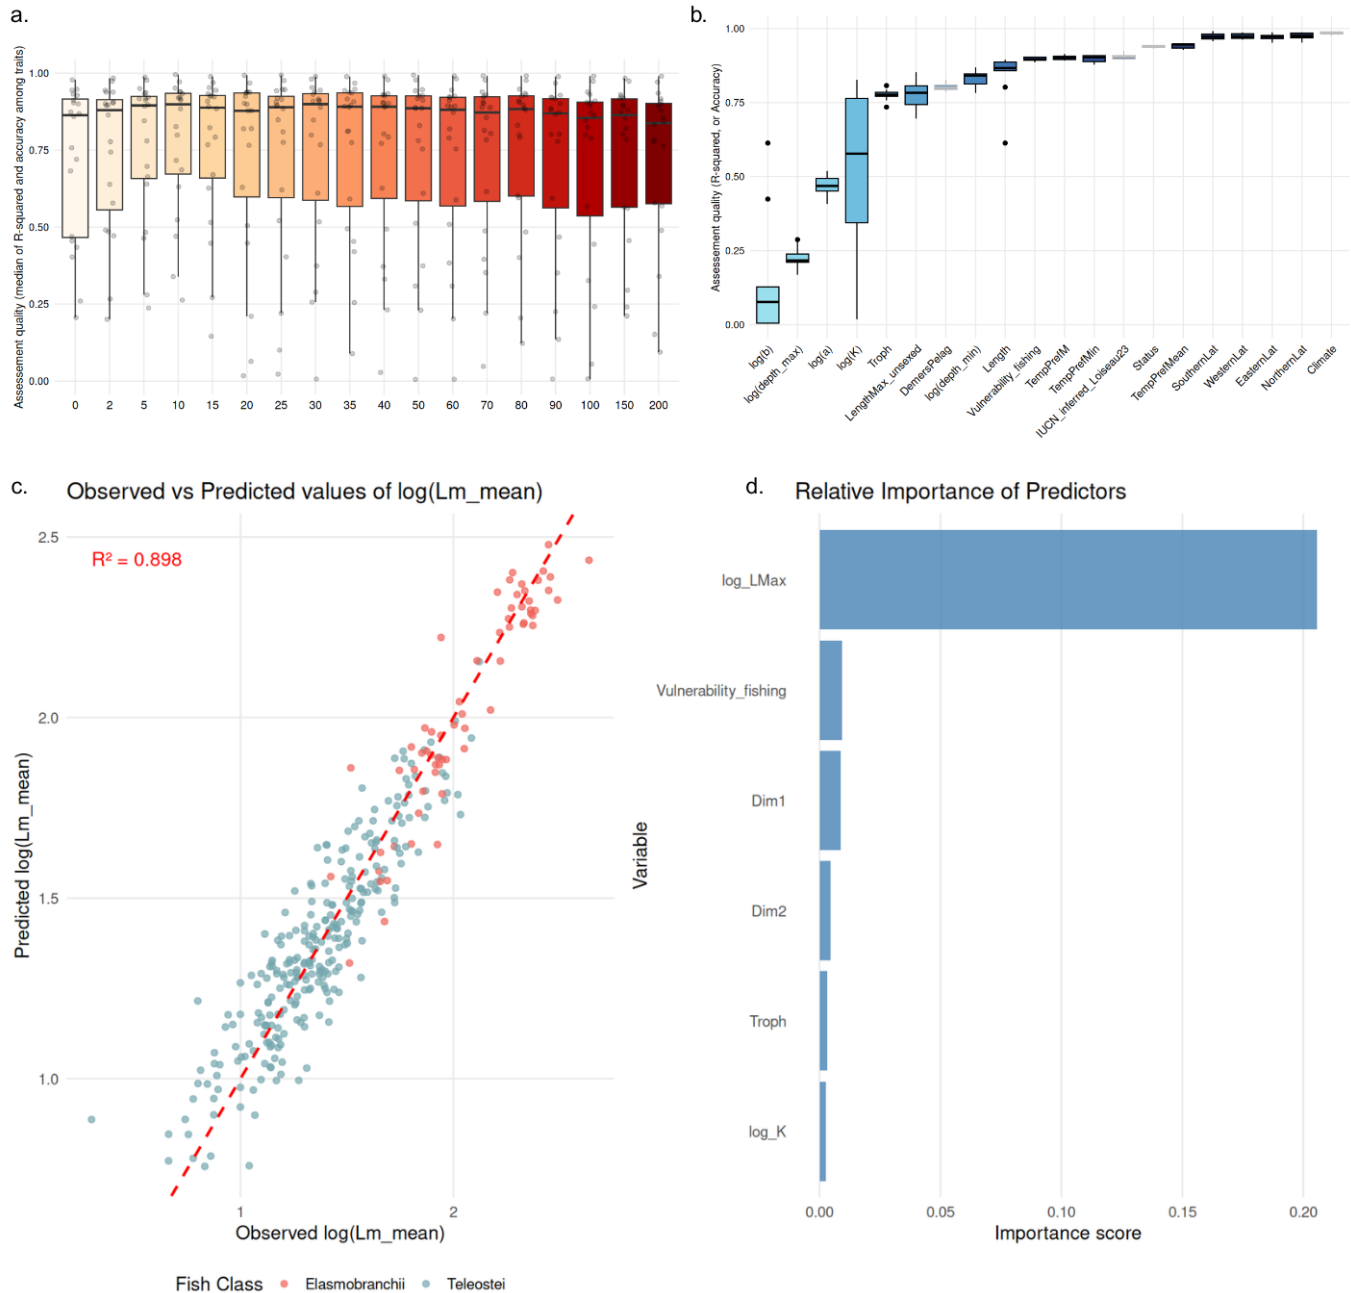 a.
Assessement quality (median of R-squared and accuracy among traits)
1.00
0.75
0.50
0.25
0.00
0 2 5 10 15 20 25 30 35 40 50 60 70 80 90 100 150 200
b.
Assessement quality (R-squared, or Accuracy)
1.00
0.75
0.50
0.25
0.00
log(b)
log(depth_max)
log(a)
log(K)
Troph
LengthMax_unsexed
DemersPelag
log(depth_min)
Length
Vulnerability_fishing
TempPrefM
TempPrefMin
IUCN_inferred_Loiseau23
Status
TempPrefMean
SouthernLat
WesternLat
EasternLat
NorthernLat
Climate
c.
Observed vs Predicted values of log(Lm_mean)
R² = 0.898
Predicted log(Lm_mean)
2.5
2.0
1.5
1.0
1 2
Observed log(Lm_mean)
Fish Class Elasmobranchii Teleostei
d.
Relative Importance of Predictors
Variable
log_LMax
Vulnerability_fishing
Dim1
Dim2
Troph
log_K
0.00 0.05 0.10 0.15 0.20
Importance score